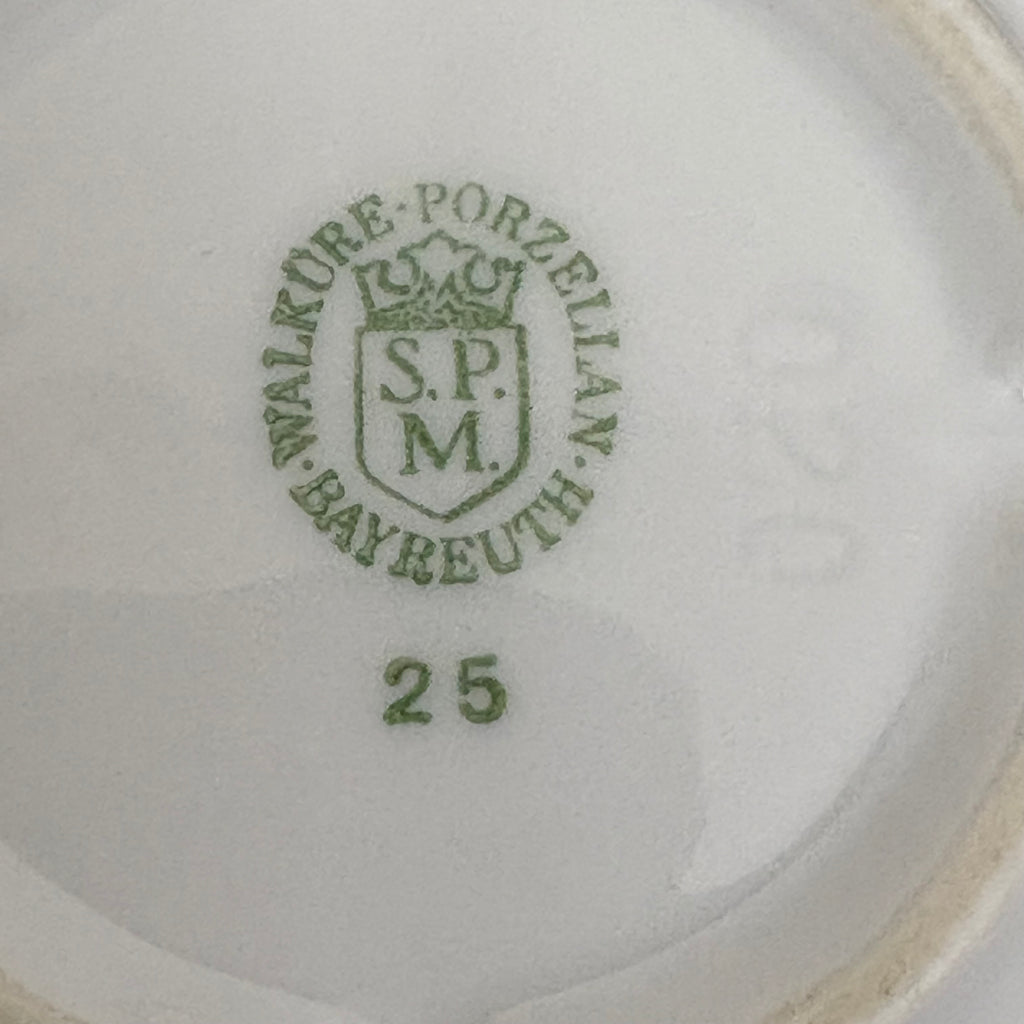 WALKÜRE · PORZELLAN · BAYREUTH ·
S.P.
M.
25